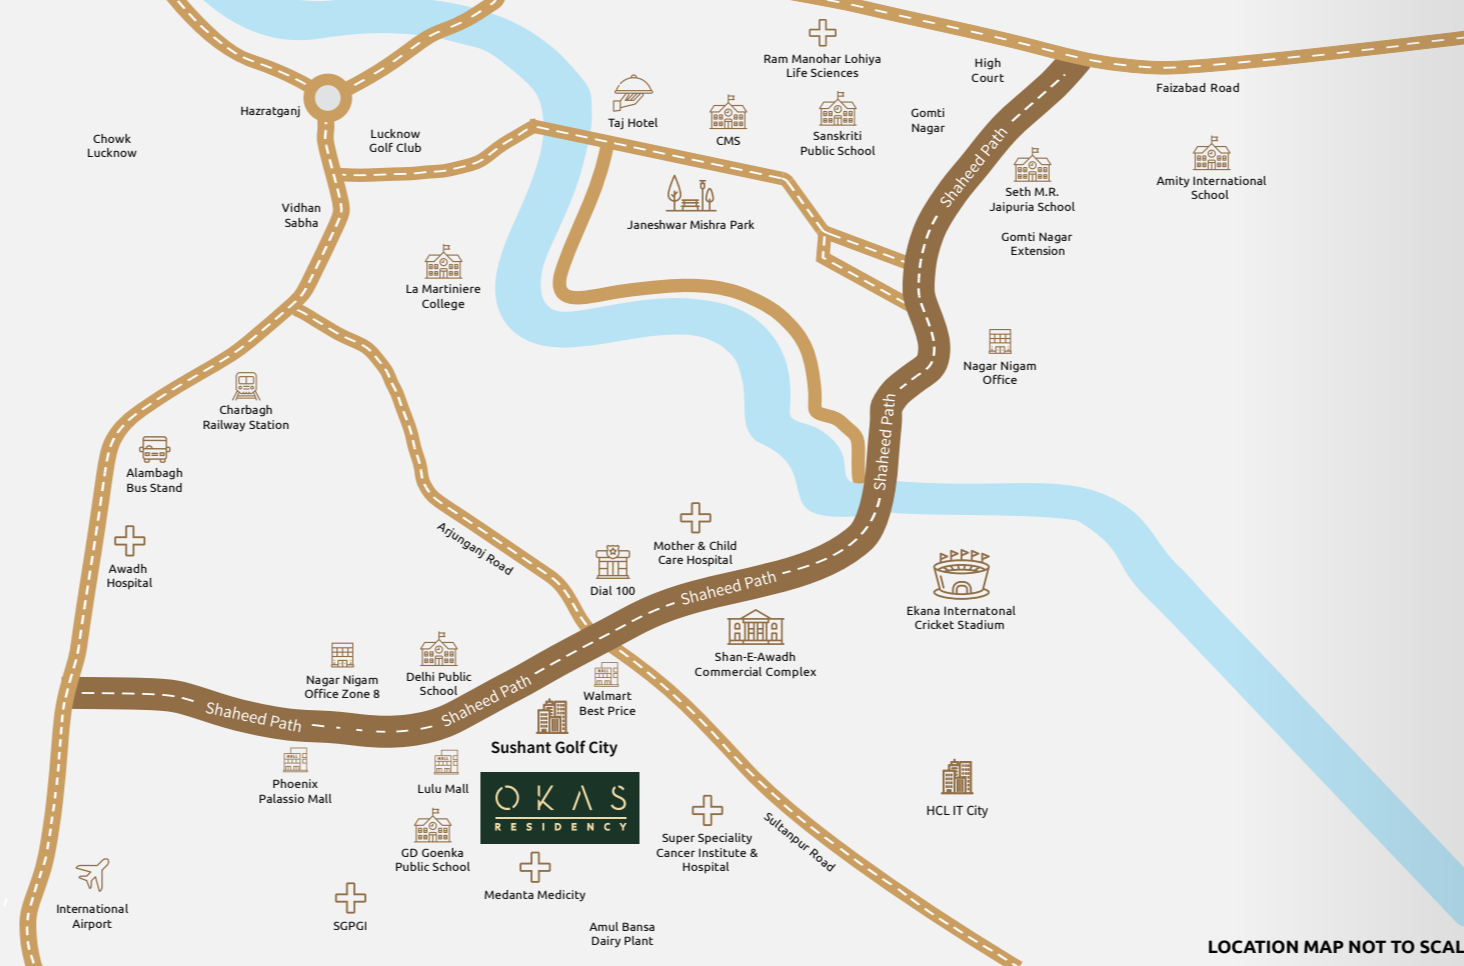 Ram Manohar Lohiya
Life Sciences
High
Court
Faizabad Road
Hazratganj
Taj Hotel
CMS
Sanskriti
Public School
Gomti
Nagar
Shaheed Path
Chowk
Lucknow
Lucknow
Golf Club
Seth M.R.
Jaipuria School
Amity International
School
Vidhan
Sabha
Janeshwar Mishra Park
Gomti Nagar
Extension
La Martiniere
College
Nagar Nigam
Office
Charbagh
Railway Station
Shaheed Path
Alambagh
Bus Stand
Arjunganj Road
Mother & Child
Care Hospital
Awadh
Hospital
Dial 100
Shaheed Path
Ekana Internatonal
Cricket Stadium
Shan-E-Awadh
Commercial Complex
Nagar Nigam
Office Zone 8
Delhi Public
School
Walmart
Best Price
Shaheed Path
Shaheed Path
Sushant Golf City
Phoenix
Palassio Mall
Lulu Mall
OKAS
RESIDENCY
HCL IT City
Sultanpur Road
GD Goenka
Public School
Super Speciality
Cancer Institute &
Hospital
Medanta Medicity
International
Airport
SGPGI
Amul Bansa
Dairy Plant
LOCATION MAP NOT TO SCAL